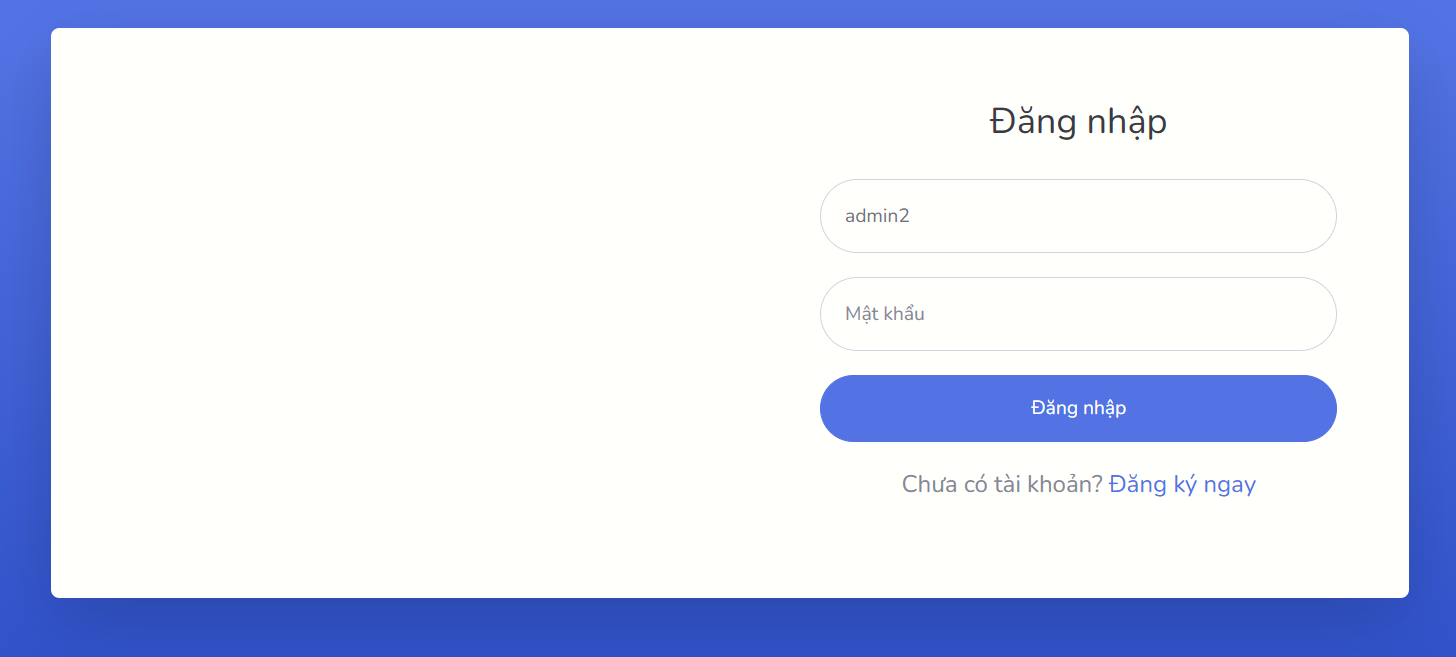 Đăng nhập
admin2
Mật khẩu
Đăng nhập
Chưa có tài khoản? Đăng ký ngay